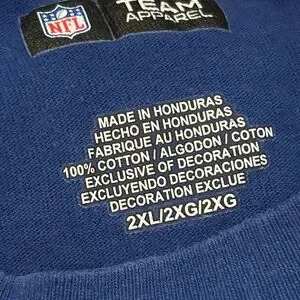 NFL
TEAM
APPAREL
MADE IN HONDURAS
HECHO EN HONDURAS
FABRIQUE AU HONDURAS
100% COTTON / ALGODON / COTON
EXCLUSIVE OF DECORATION
EXCLUYENDO DECORACIONES
DECORATION EXCLUE
2XL/2XG/2XG